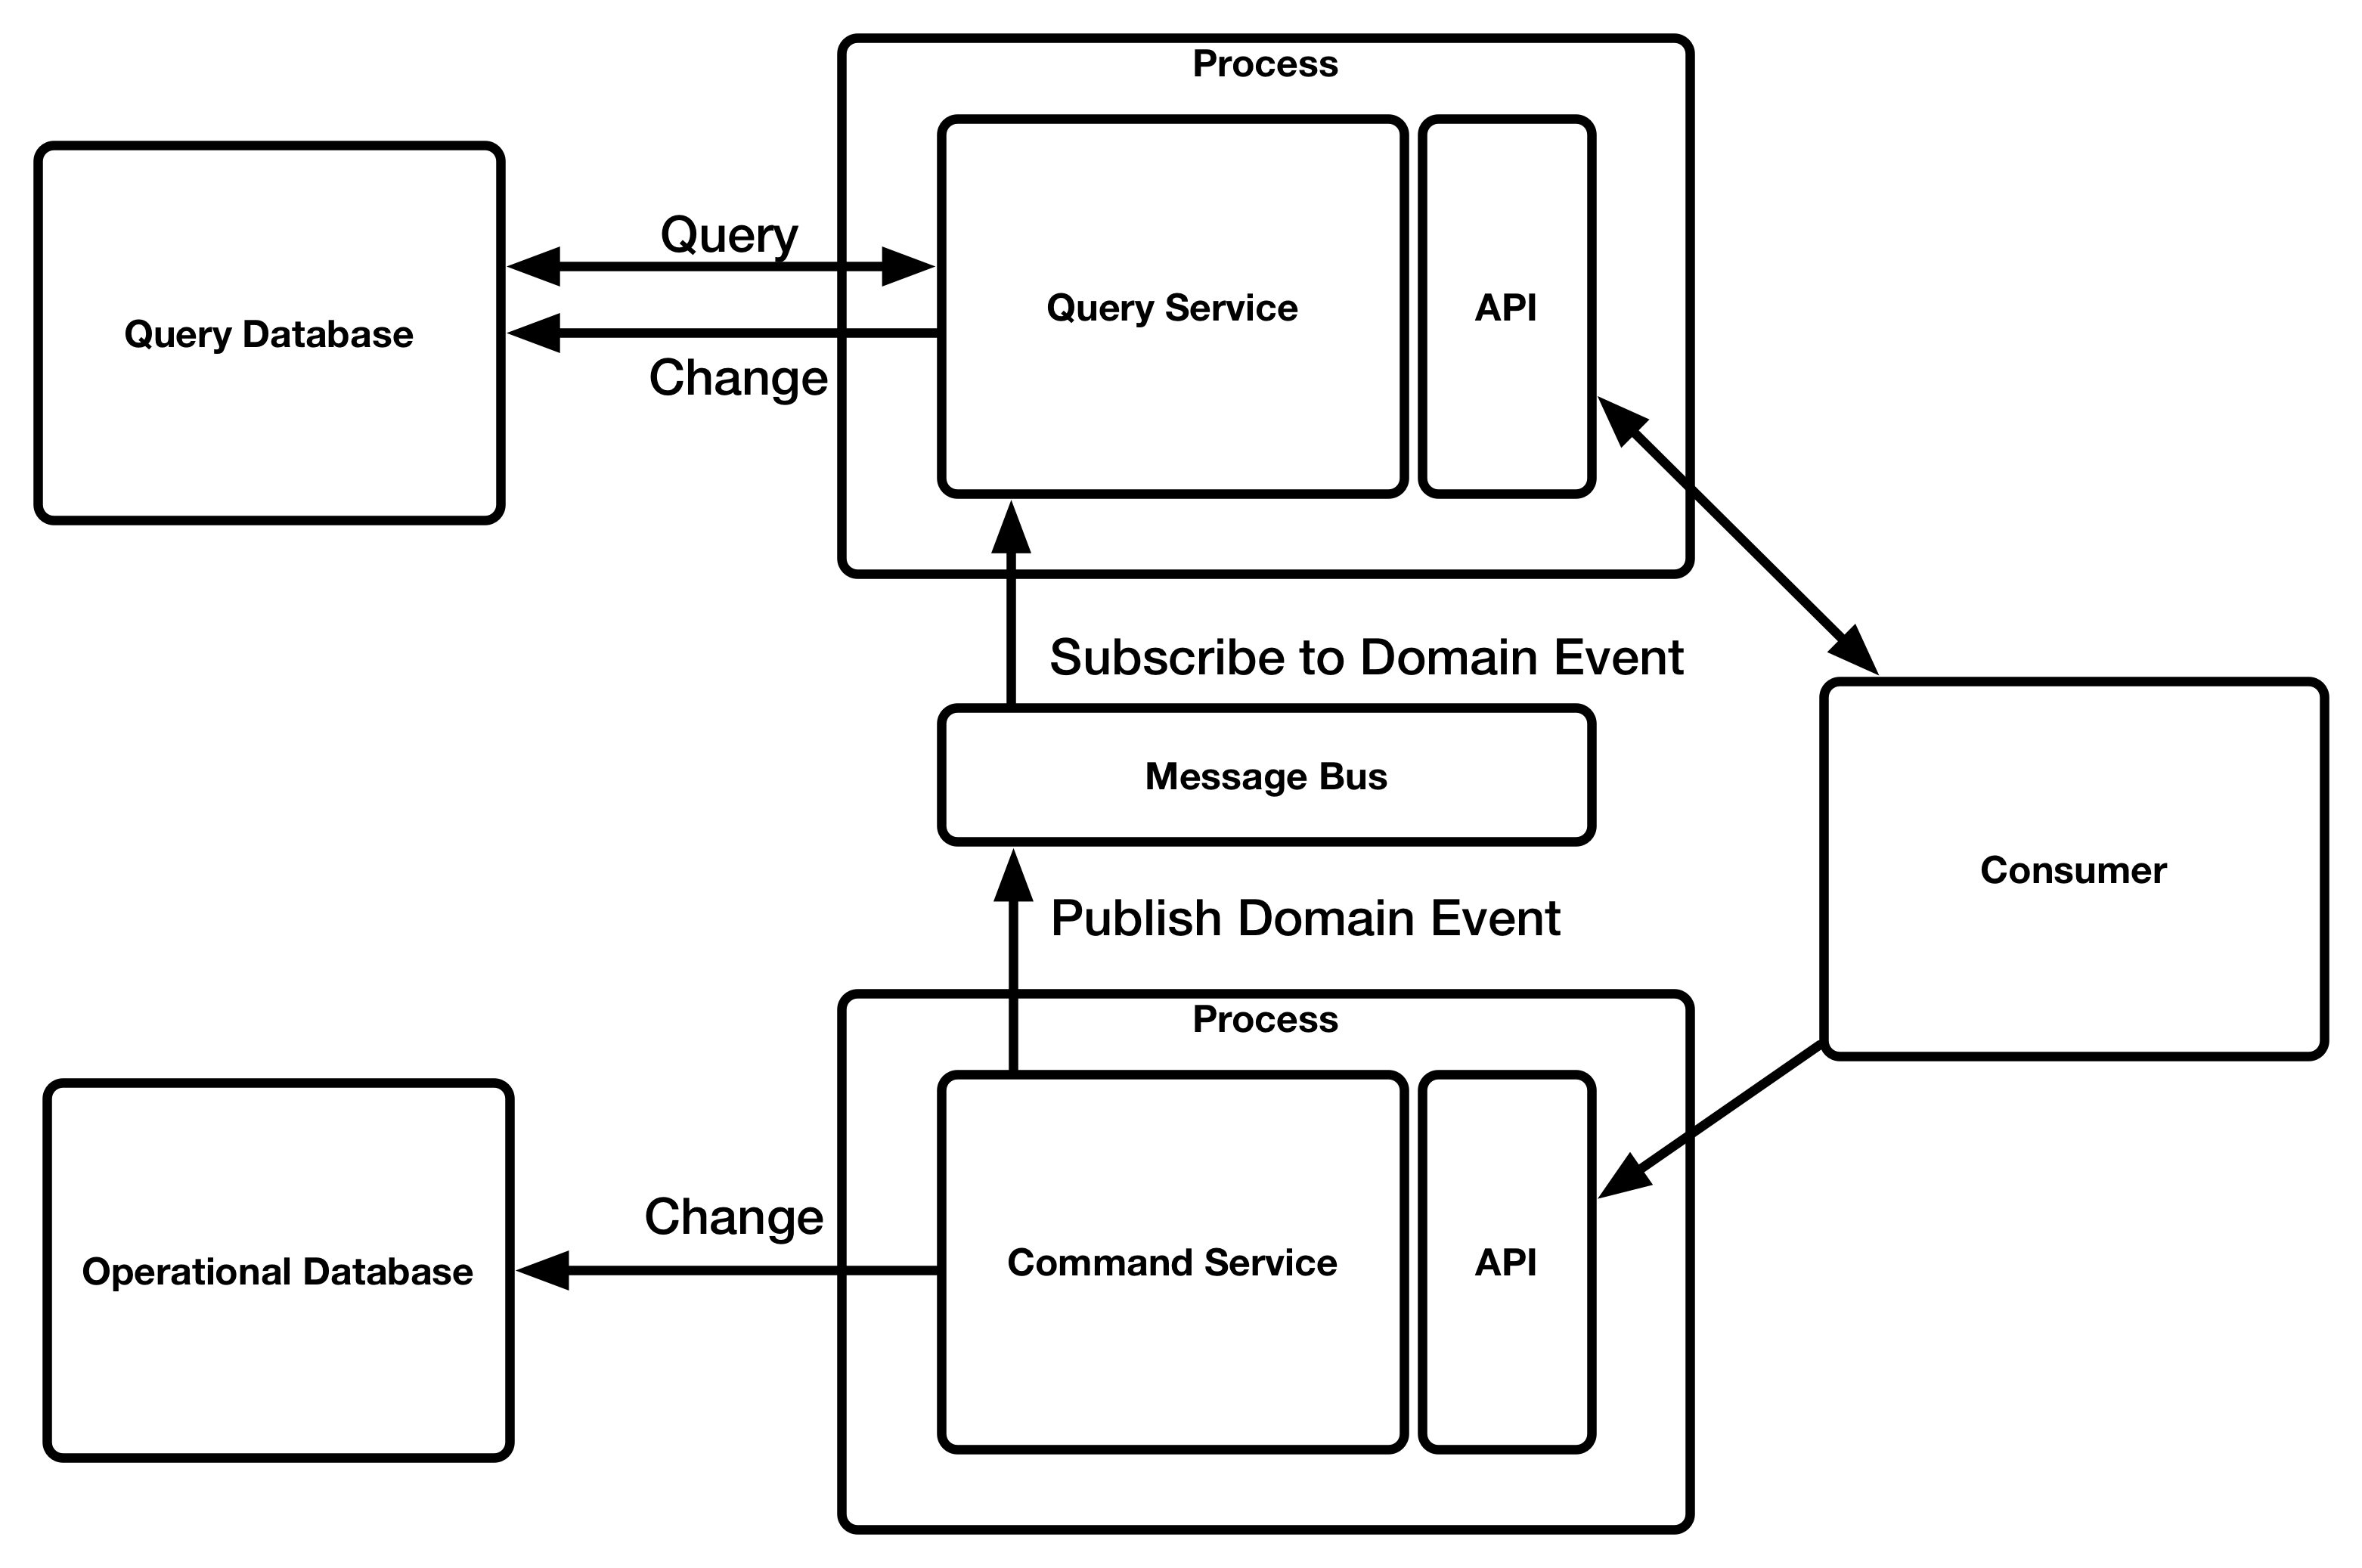 Process
Query
Query Service
API
Query Database
Change
Subscribe to Domain Event
Message Bus
Consumer
Publish Domain Event
Process
Change
Command Service
API
Operational Database